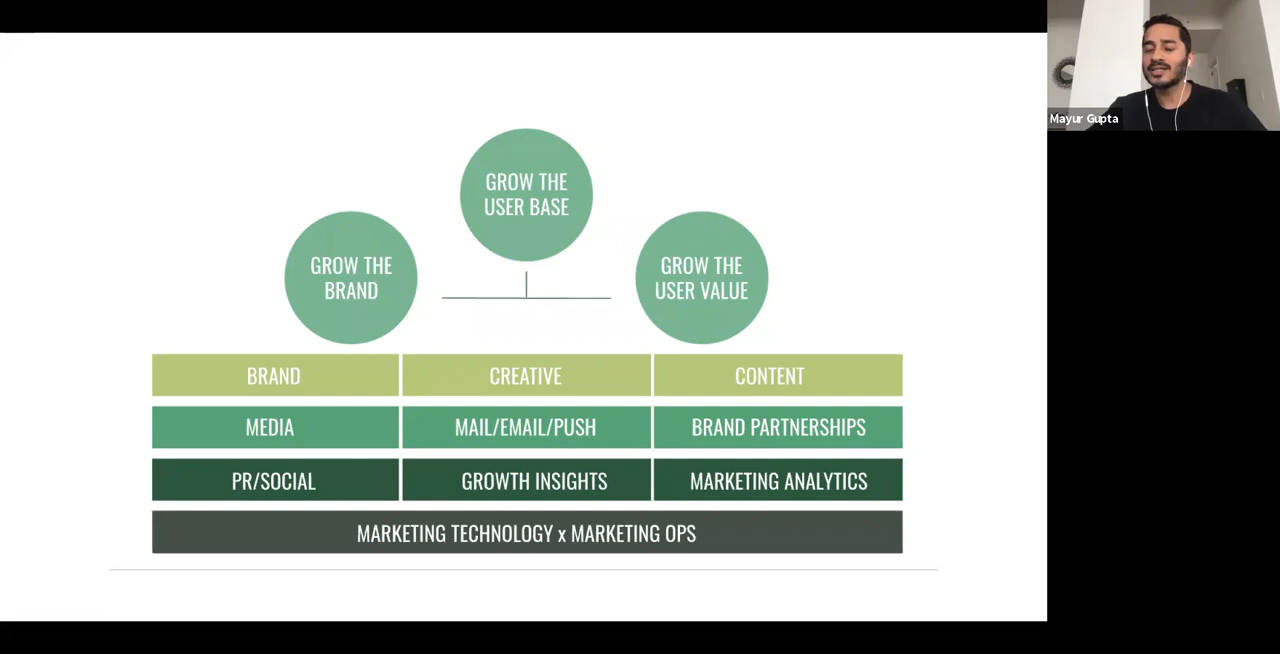 GROW THE
USER BASE
GROW THE
BRAND
GROW THE
USER VALUE
BRAND
CREATIVE
CONTENT
MEDIA
MAIL/EMAIL/PUSH
BRAND PARTNERSHIPS
PR/SOCIAL
GROWTH INSIGHTS
MARKETING ANALYTICS
MARKETING TECHNOLOGY x MARKETING OPS
Mayur Gupta